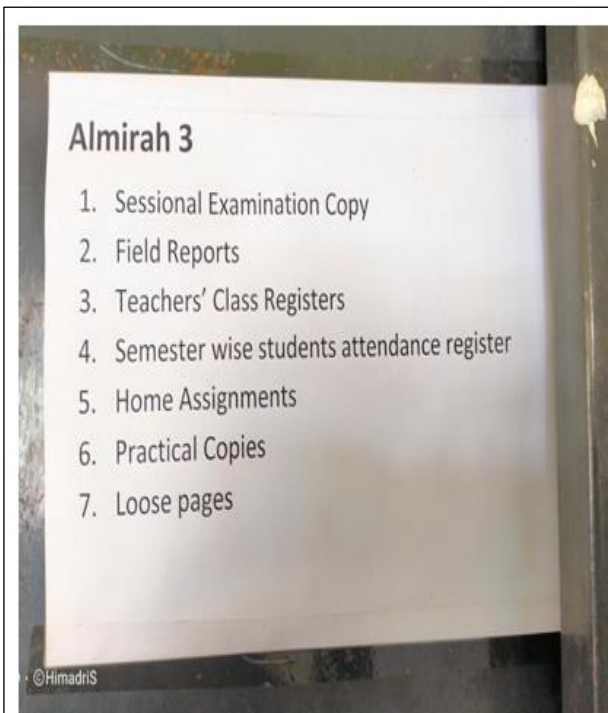 Almirah 3
1. Sessional Examination Copy
2. Field Reports
3. Teachers’ Class Registers
4. Semester wise students attendance register
5. Home Assignments
6. Practical Copies
7. Loose pages
©HimadriS